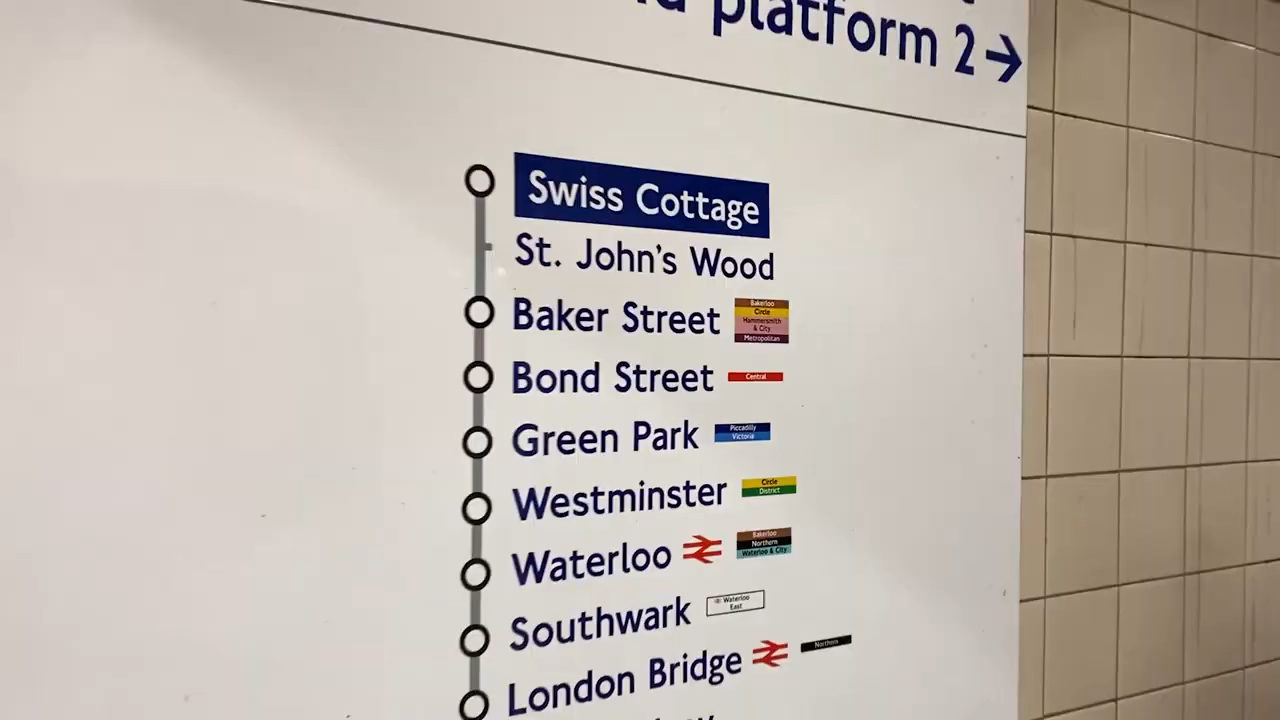 platform 2→
Swiss Cottage
St. John's Wood
Baker Street
Bakerloo
Circle
Hammersmith
& City
Metropolitan
Bond Street
Central
Green Park
Piccadilly
Victoria
Westminster
Circle
District
Waterloo
Bakerloo
Northern
Waterloo & City
Southwark
Waterloo
East
London Bridge
Northern